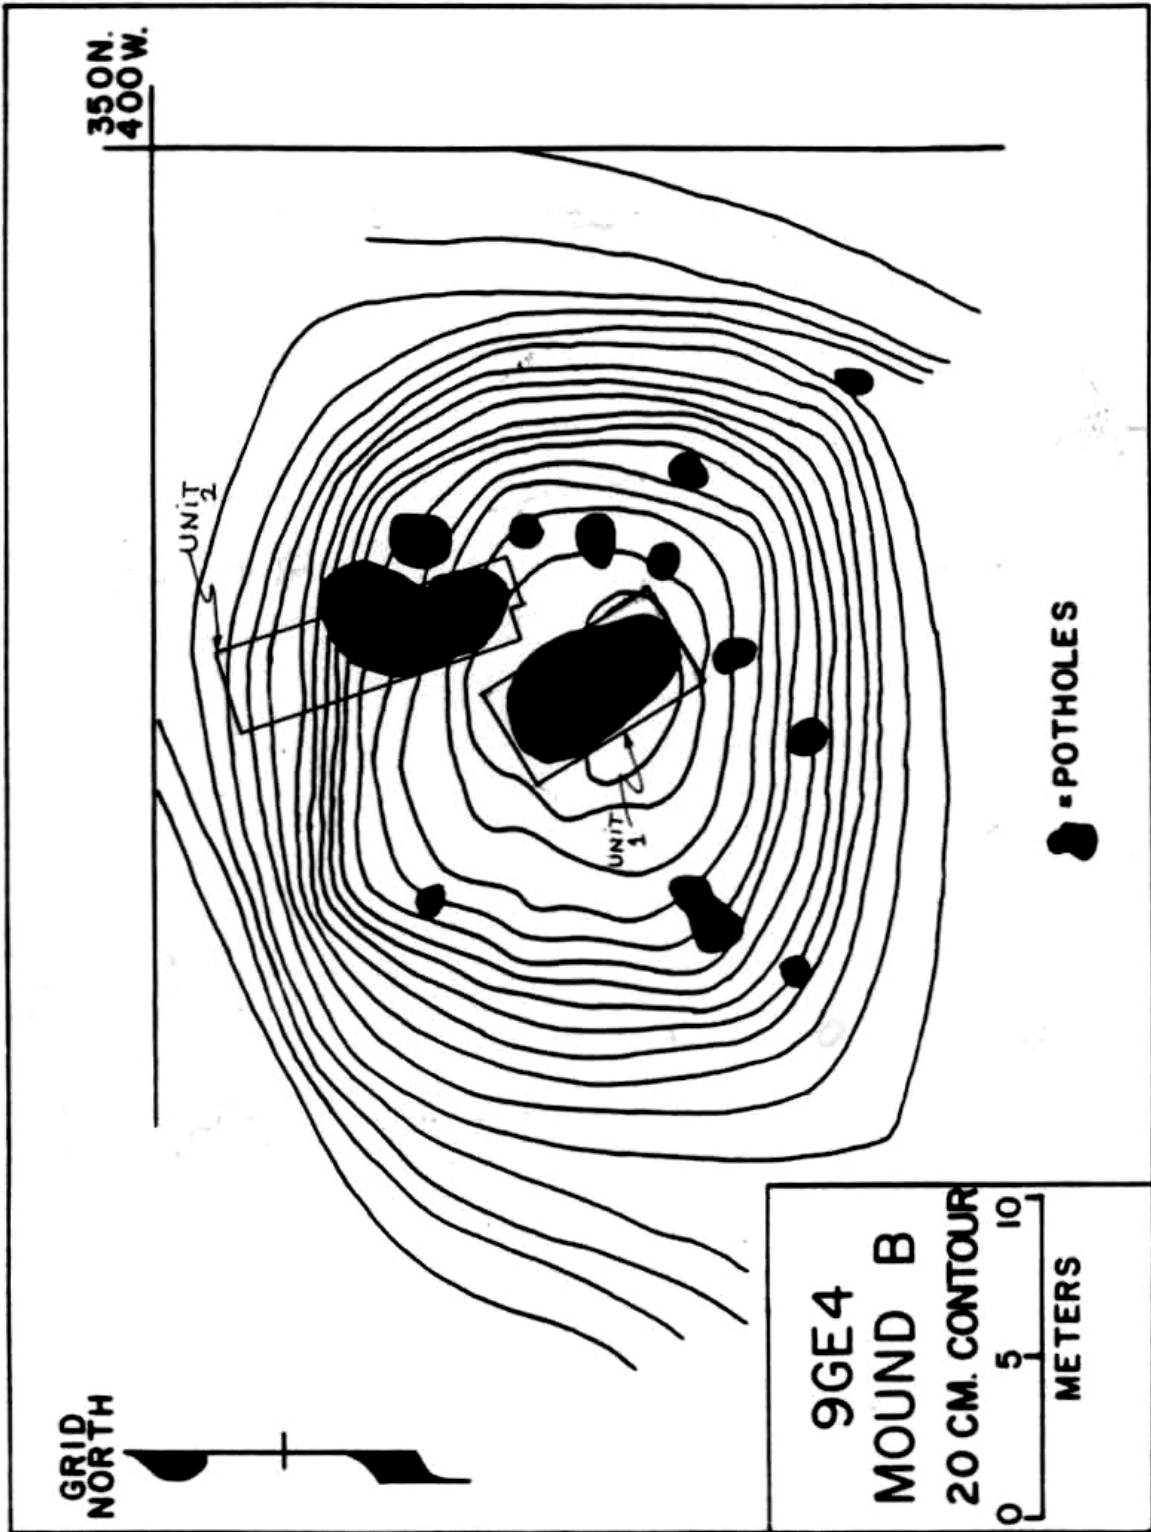 GRID
NORTH
350N.
400W.
UNiT
2
UNiT
1
9GE4
MOUND B
20 CM. CONTOUR
0 5 10
METERS
= POTHOLES